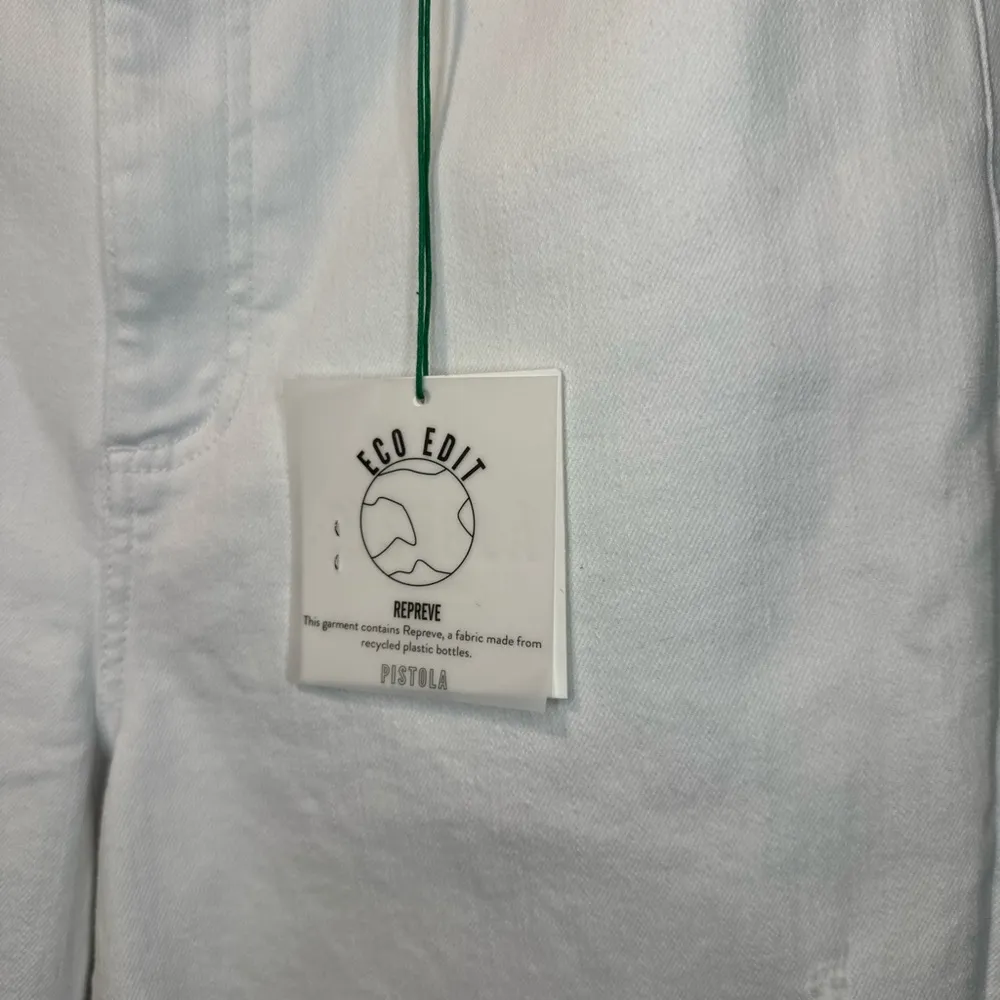 ECO EDIT
REPREVE
This garment contains Repreve, a fabric made from
recycled plastic bottles.
PISTOLA